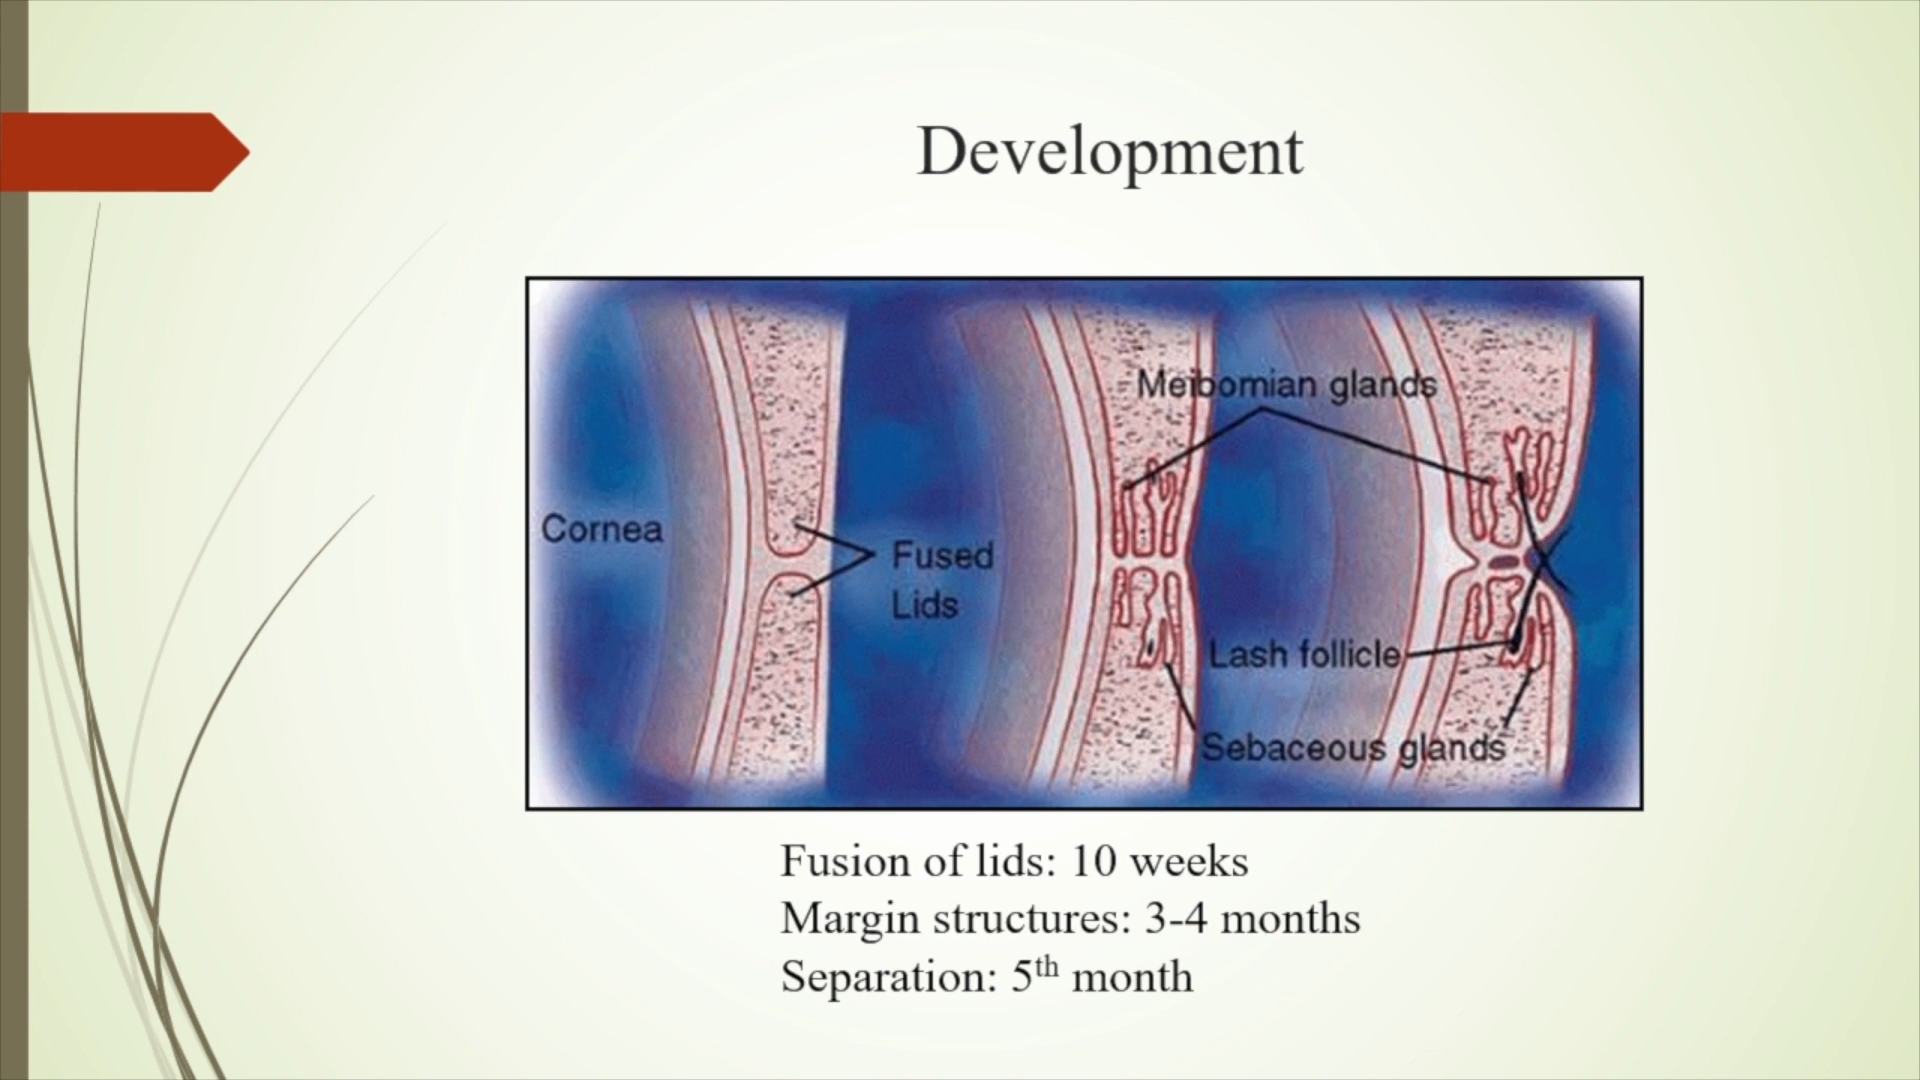 Development
Meibomian glands
Cornea
Fused
Lids
Lash follicle
Sebaceous glands
Fusion of lids: 10 weeks
Margin structures: 3-4 months
Separation: 5th month